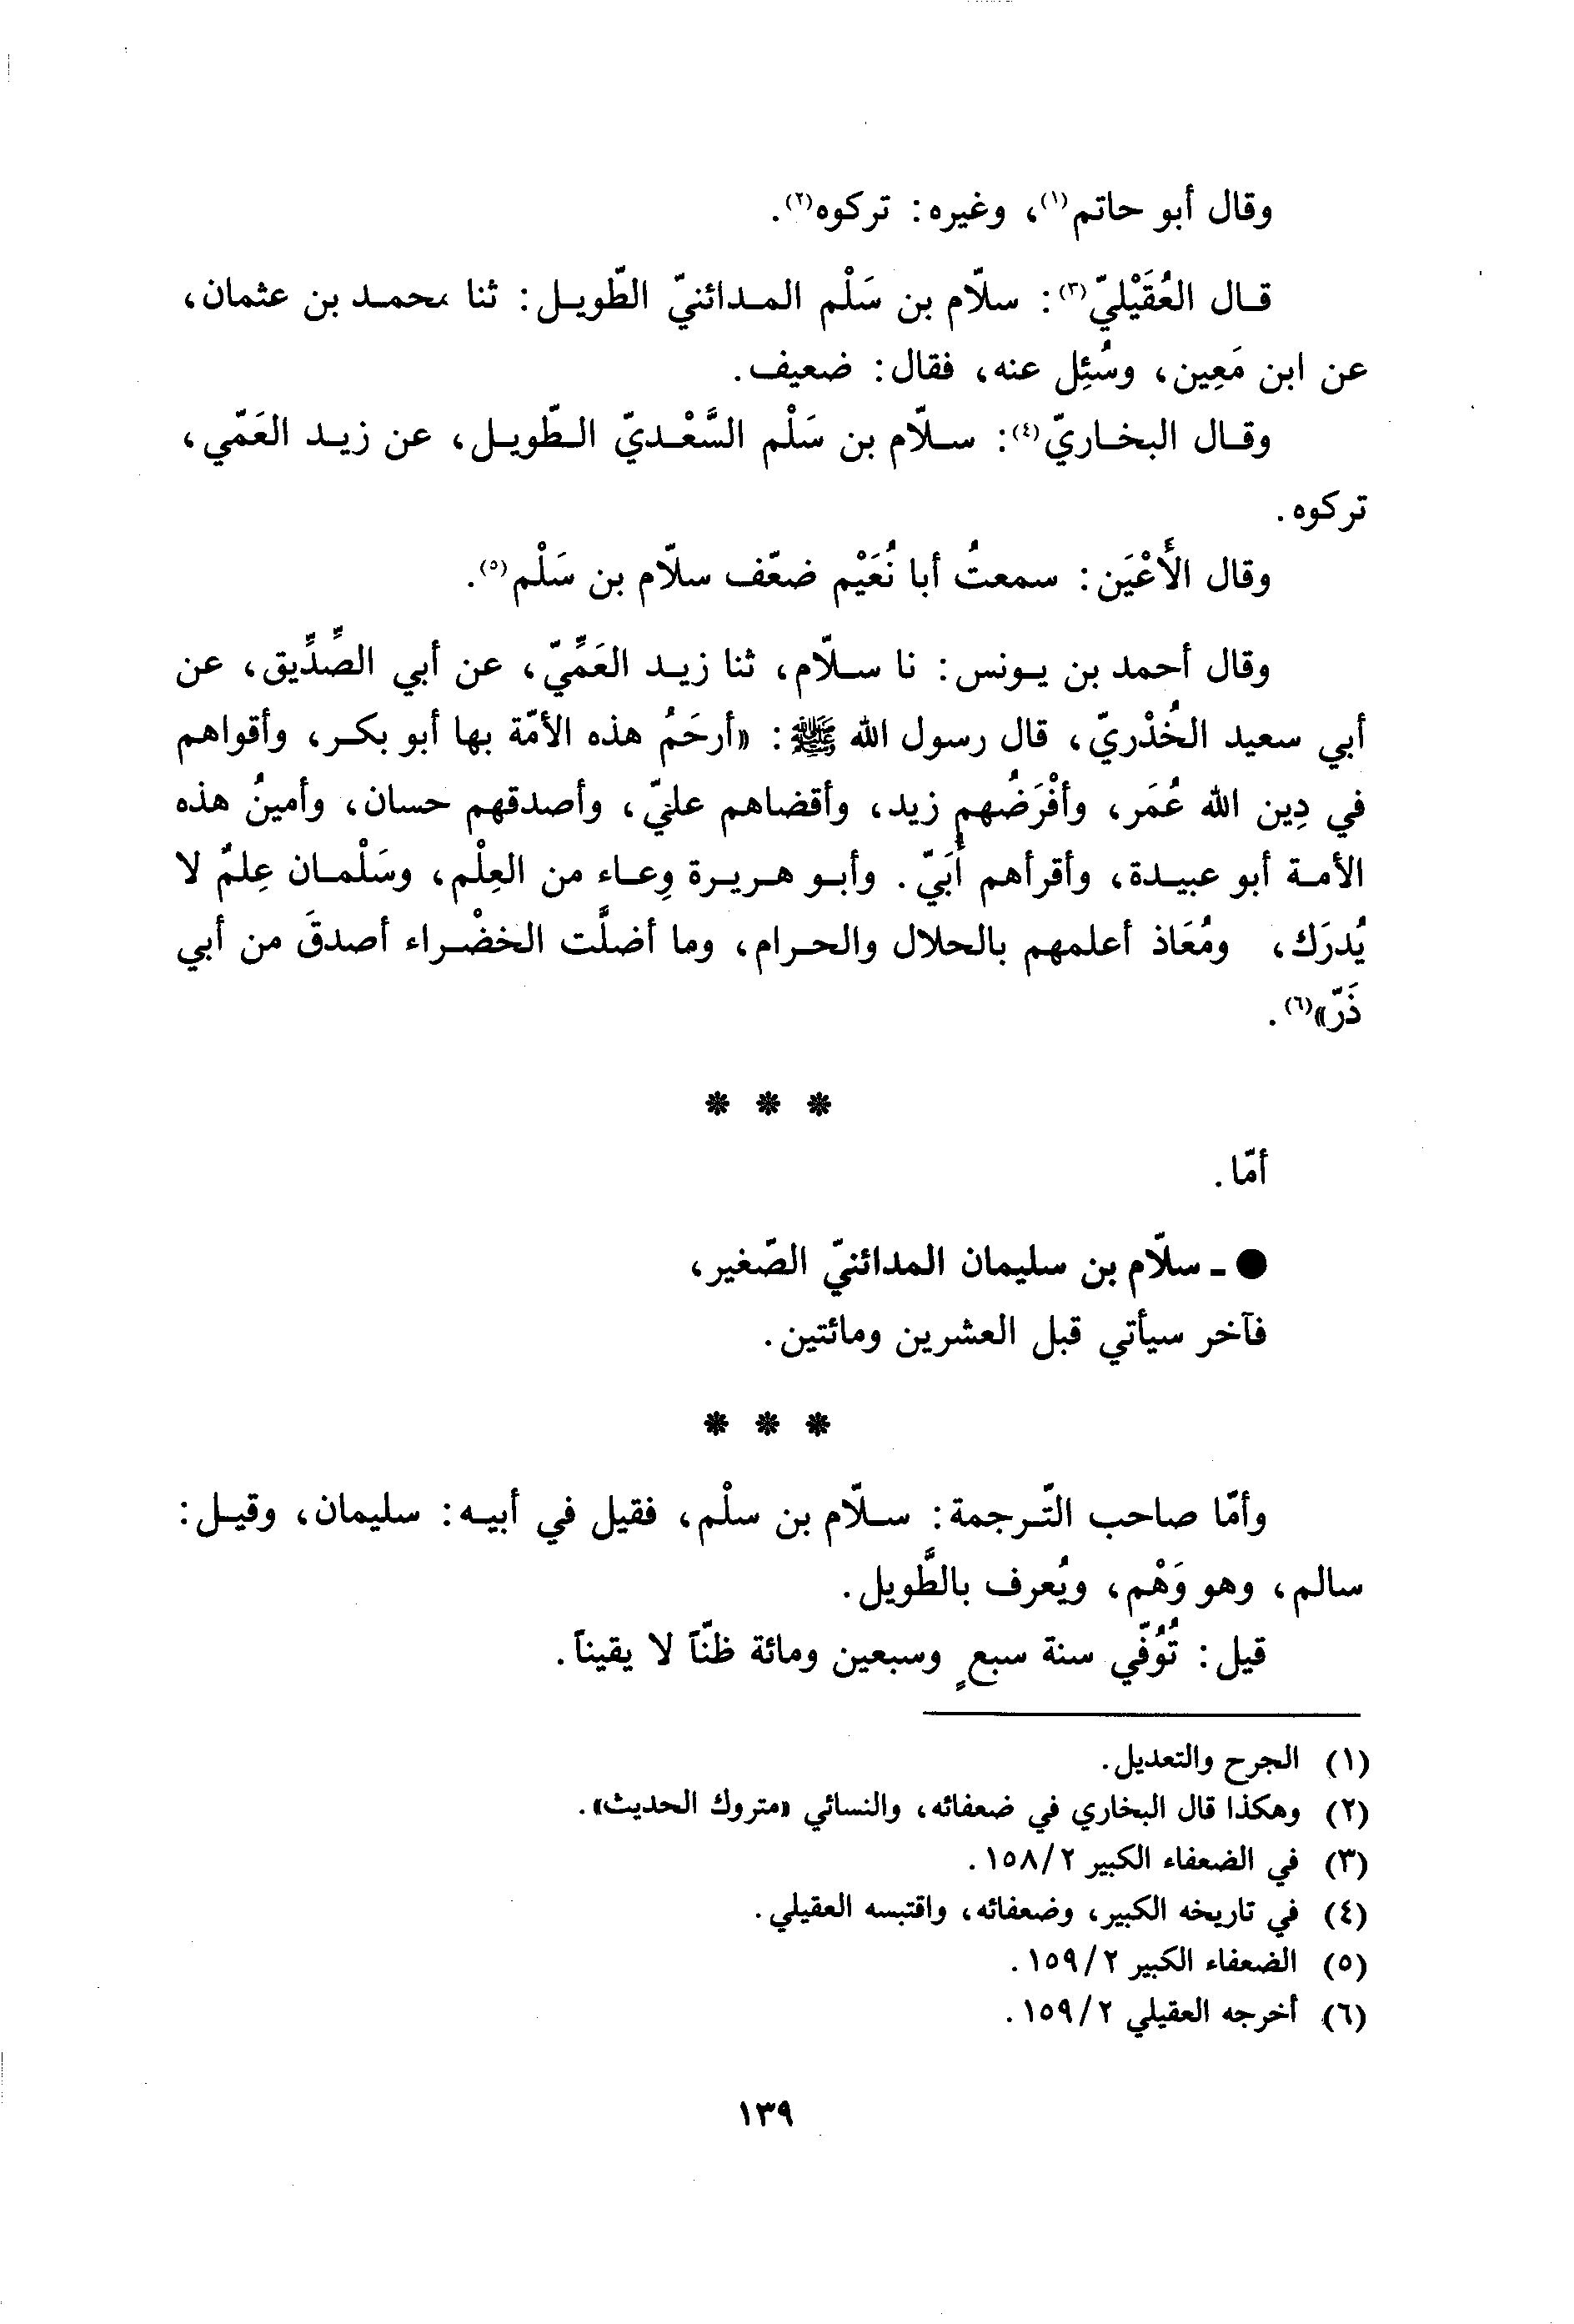 وقال أبو حاتم(١)، وغيره: تركوه(٢).
قـال العُقَيْليّ(٣): سلاّم بن سَلْم المـدائنيّ الطّويـل: ثنا محمـد بن عثمان،
عن ابن مَعِين، وسُئِل عنه، فقال: ضعيف.
وقـال البخـاريّ(٤): سـلاّم بن سَلْم السَّعْـديّ الـطّويـل، عن زيـد العَمّي،
تركوه.
وقال الأَعْيَن: سمعتُ أبا نُعَيْم ضعّف سلاّم بن سَلْم(٥).
وقال أحمد بن يـونس: نا سـلاّم، ثنا زيـد العَمِّيّ، عن أبي الصِّدِّيق، عن
أبي سعيد الخُدْريّ، قال رسول الله ﷺ: «أرحَمُ هذه الأمّة بها أبو بكـر، وأقواهم
في دِين الله عُمَر، وأفْرَضُهم زيد، وأقضاهم عليّ، وأصدقهم حسان، وأمينُ هذه
الأمـة أبو عبيـدة، وأقرأهم أُبَيّ. وأبـو هـريـرة وِعـاء من العِلْم، وسَلْمـان عِلمٌ لا
يُدرَك، ومُعَاذ أعلمهم بالحلال والحـرام، وما أضلَّت الخضْـراء أصدقَ من أبي
ذَرّ»(٦).
* * *
أمّا.
● ـ سلاّم بن سليمان المدائنيّ الصّغير،
فآخر سيأتي قبل العشرين ومائتين.
* * *
وأمّا صاحب التّـرجمة: سـلاّم بن سلْم، فقيل في أبيـه: سليمان، وقيـل:
سالم، وهو وَهْم، ويُعرف بالطَّويل.
قيل: تُوُفّي سنة سبعٍ وسبعين ومائة ظنّاً لا يقيناً.
(١) الجرح والتعديل.
(٢) وهكذا قال البخاري في ضعفائه، والنسائي «متروك الحديث».
(٣) في الضعفاء الكبير ٢/١٥٨.
(٤) في تاريخه الكبير، وضعفائه، واقتبسه العقيلي.
(٥) الضعفاء الكبير ٢/١٥٩.
(٦) أخرجه العقيلي ٢/١٥٩.
١٣٩